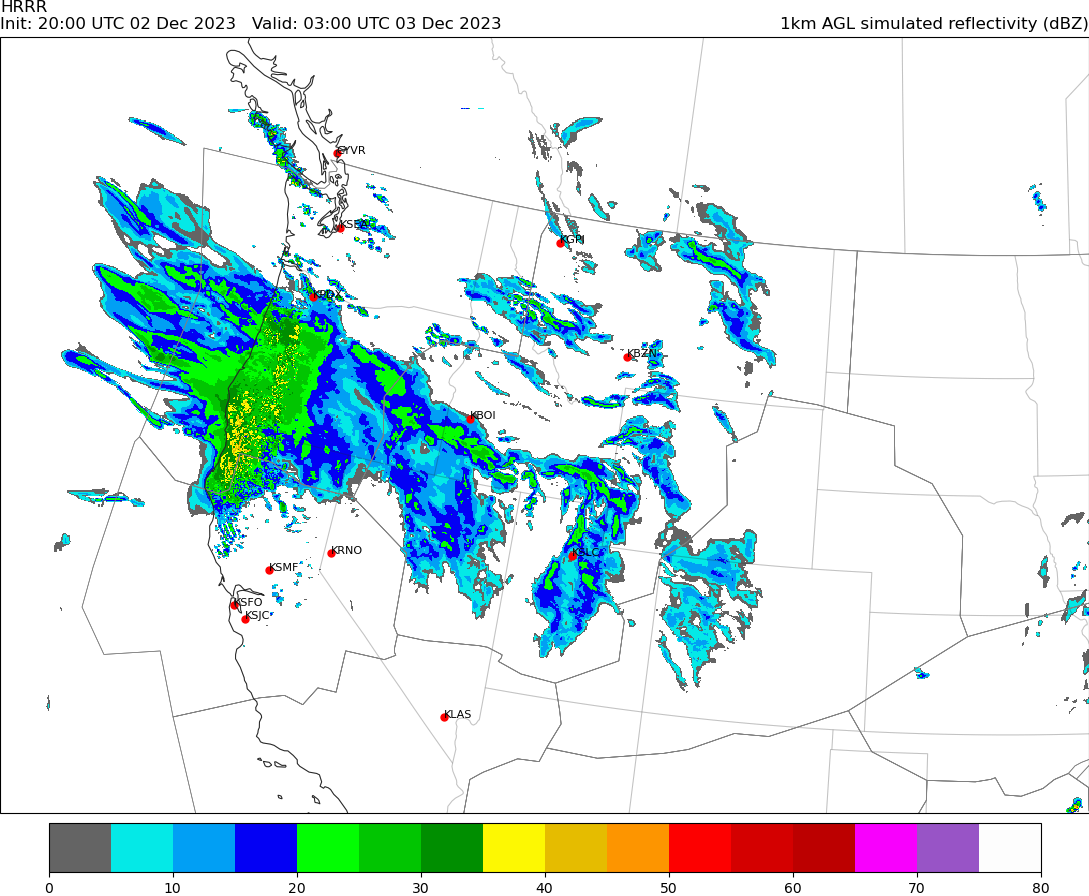 HRRR
Init: 20:00 UTC 02 Dec 2023   Valid: 03:00 UTC 03 Dec 2023   1km AGL simulated reflectivity (dBZ)
CYVR
KSEA
KGPI
KPDX
KBZN
KBOI
KRNO
KSLC
KSMF
KSFO
KSJC
KLAS
0 10 20 30 40 50 60 70 80